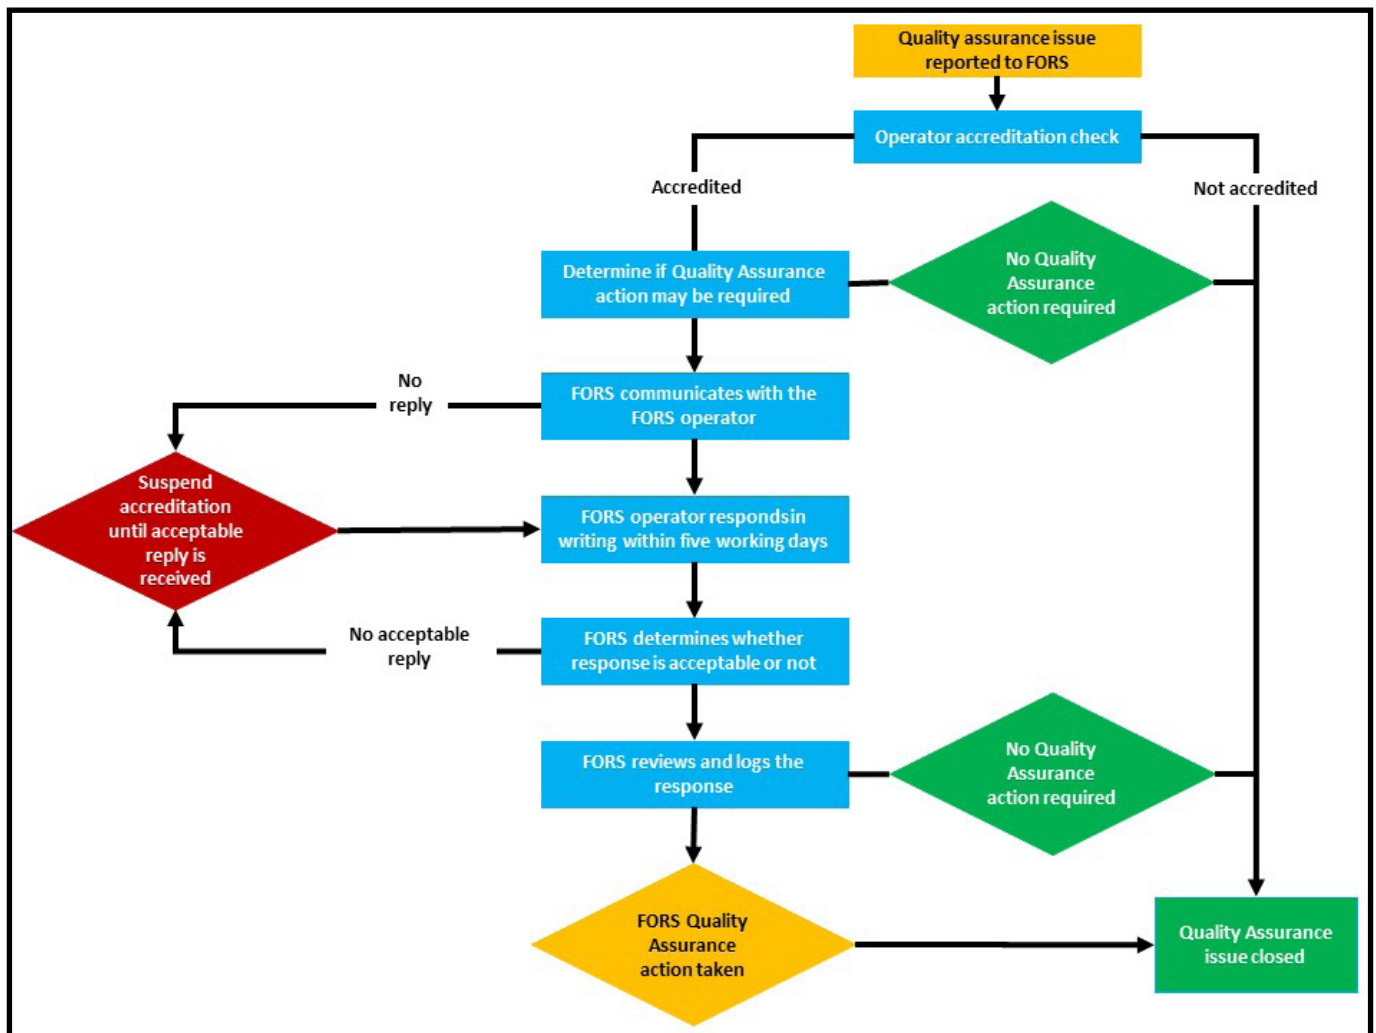 Quality assurance issue
reported to FORS
Operator accreditation check
Accredited
Not accredited
Determine if Quality Assurance
action may be required
No Quality
Assurance
action required
No
reply
FORS communicates with the
FORS operator
Suspend
accreditation
until acceptable
reply is
received
FORS operator responds in
writing within five working days
No acceptable
reply
FORS determines whether
response is acceptable or not
FORS reviews and logs the
response
No Quality
Assurance
action required
FORS Quality
Assurance
action taken
Quality Assurance
issue closed